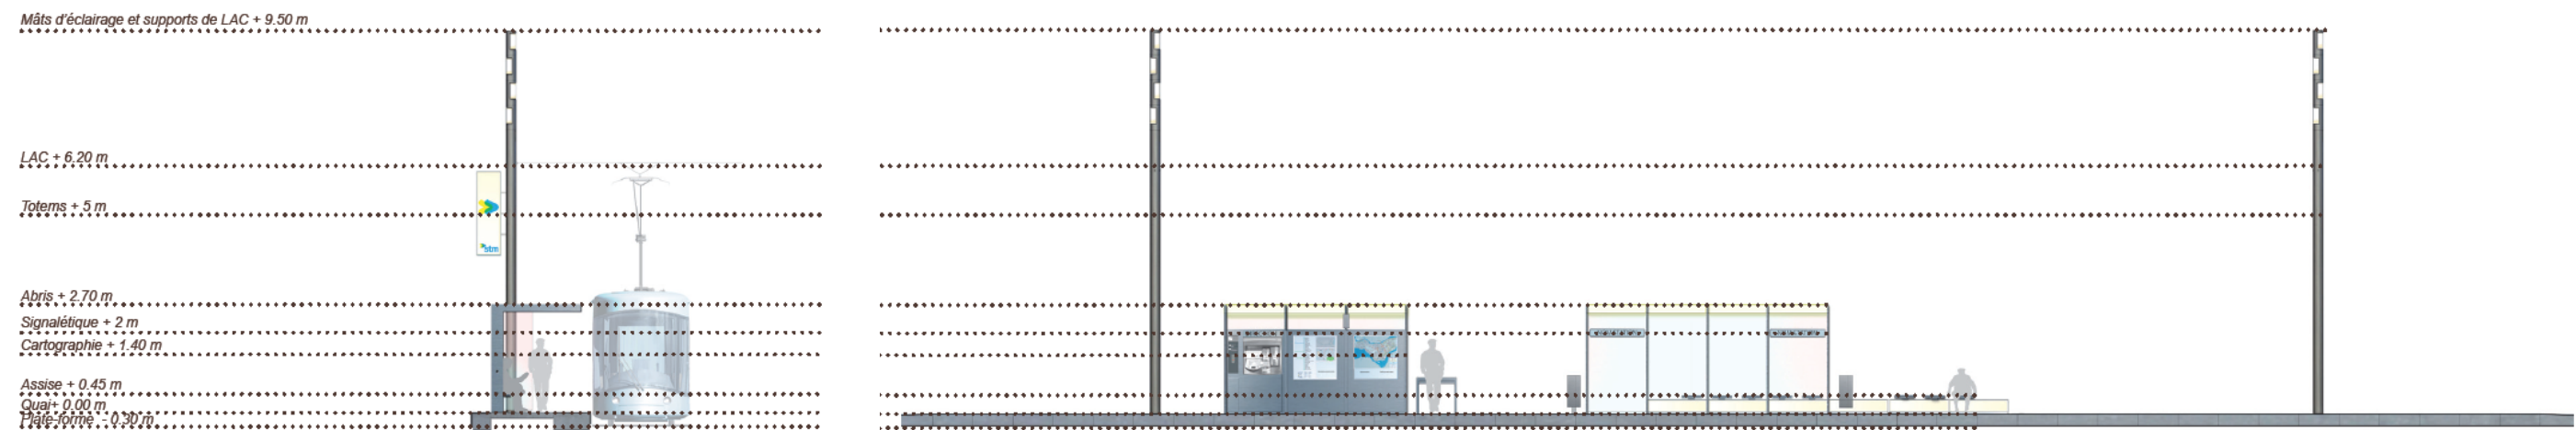 Mâts d'éclairage et supports de LAC + 9.50 m
LAC + 6.20 m
Totems + 5 m
stm
Abris + 2.70 m
Signalétique + 2 m
Cartographie + 1.40 m
Assise + 0.45 m
Quai+ 0.00 m
Plate-forme - 0.30 m